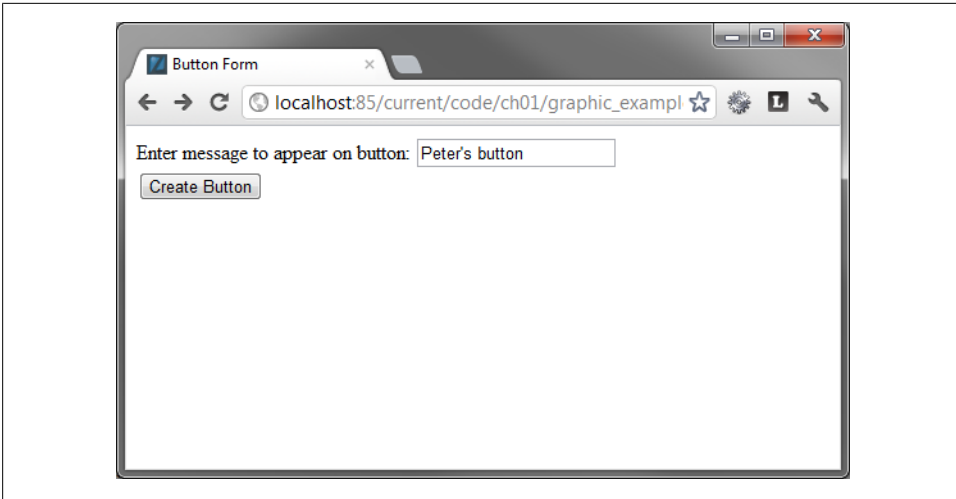 Button Form
localhost:85/current/code/ch01/graphic_exampl
L
Enter message to appear on button: Peter's button
Create Button